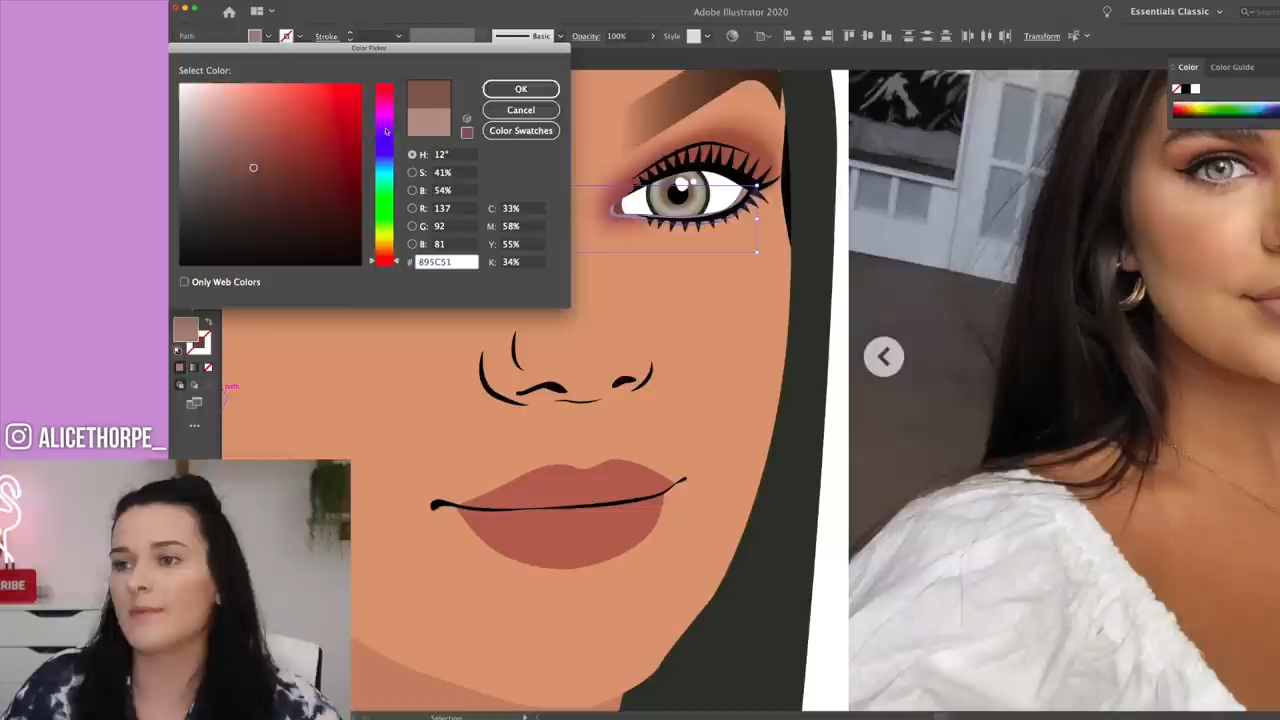 Adobe Illustrator 2020
Essentials Classic
Path
Stroke
Basic
Opacity: 100%
Style
Transform
Color Picker
Color
Color Guide
Select Color:
OK
Cancel
Color Swatches
H: 12°
S: 41%
B: 54%
R: 137
C: 33%
G: 92
M: 58%
B: 81
Y: 55%
# 895C51
K: 34%
Only Web Colors
path
ALICETHORPE_
RIBE
Selection